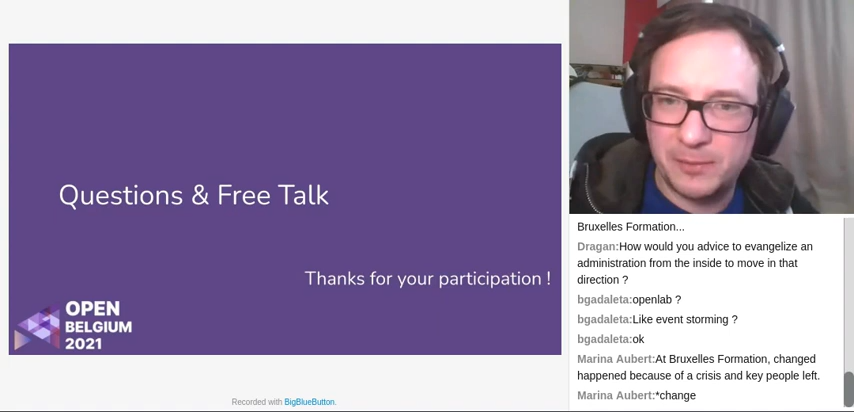 Questions & Free Talk
Thanks for your participation !
OPEN
BELGIUM
2021
Recorded with BigBlueButton.
Bruxelles Formation...
Dragan:How would you advice to evangelize an
administration from the inside to move in that
direction ?
bgadaleta:openlab ?
bgadaleta:Like event storming ?
bgadaleta:ok
Marina Aubert:At Bruxelles Formation, changed
happened because of a crisis and key people left.
Marina Aubert:*change